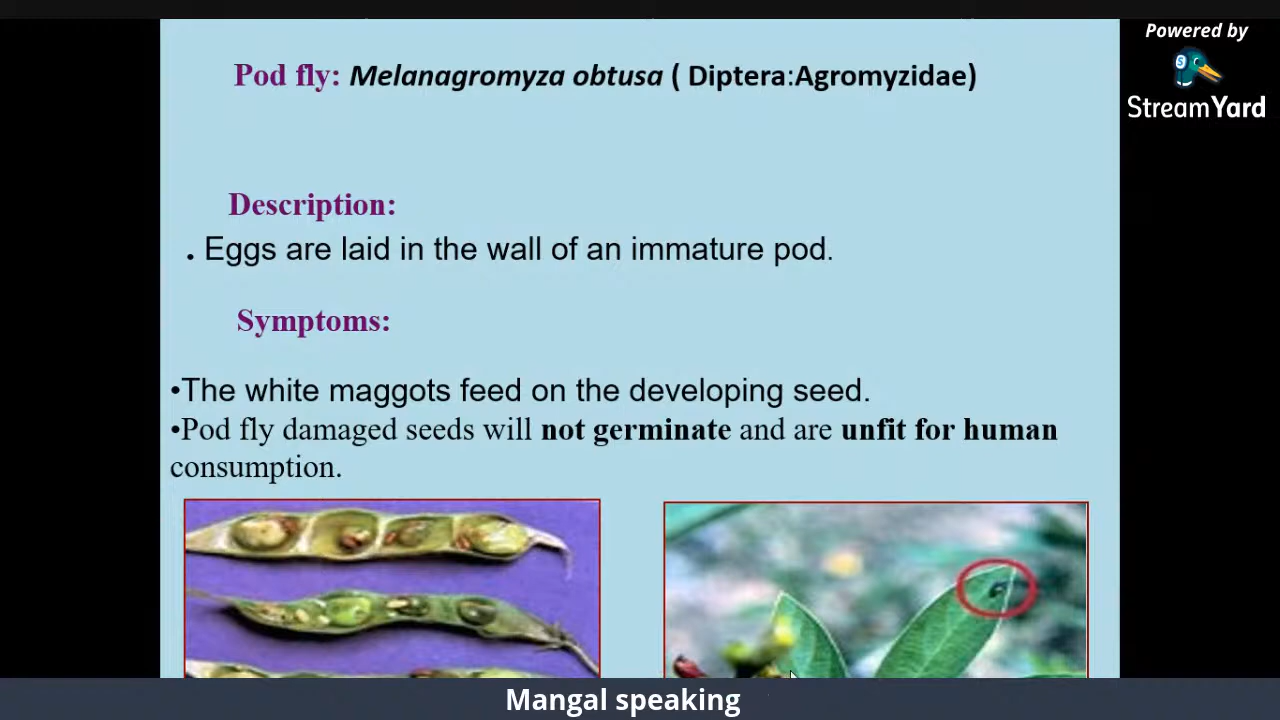 Powered by
StreamYard
Pod fly: Melanagromyza obtusa ( Diptera:Agromyzidae)
Description:
. Eggs are laid in the wall of an immature pod.
Symptoms:
•The white maggots feed on the developing seed.
•Pod fly damaged seeds will not germinate and are unfit for human
consumption.
Mangal speaking